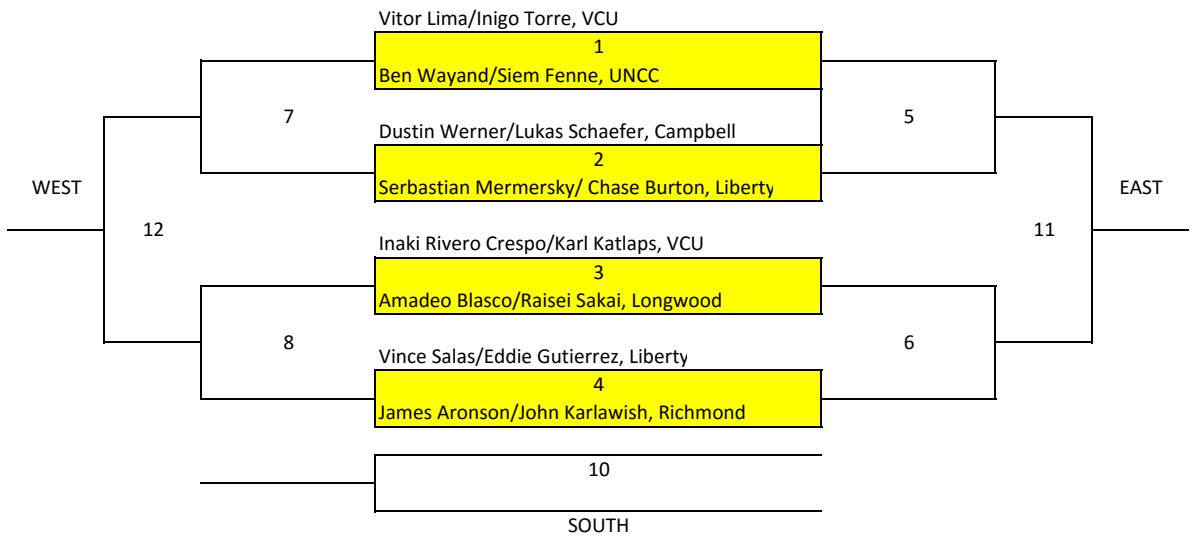 Vitor Lima/Inigo Torre, VCU
1
Ben Wayand/Siem Fenne, UNCC
7
5
Dustin Werner/Lukas Schaefer, Campbell
2
WEST
Serbastian Mermersky/ Chase Burton, Liberty
EAST
12
11
Inaki Rivero Crespo/Karl Katlaps, VCU
3
Amadeo Blasco/Raisei Sakai, Longwood
8
6
Vince Salas/Eddie Gutierrez, Liberty
4
James Aronson/John Karlawish, Richmond
10
SOUTH